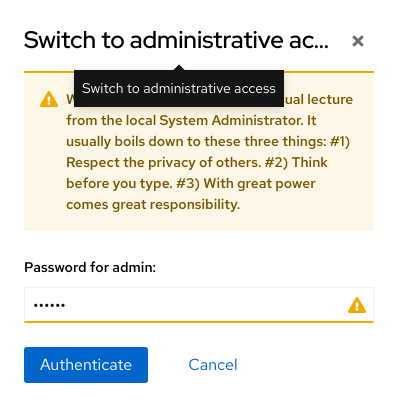 Switch to administrative ac...
Switch to administrative access
ual lecture
from the local System Administrator. It
usually boils down to these three things: #1)
Respect the privacy of others. #2) Think
before you type. #3) With great power
comes great responsibility.
Password for admin:
••••••
Authenticate
Cancel